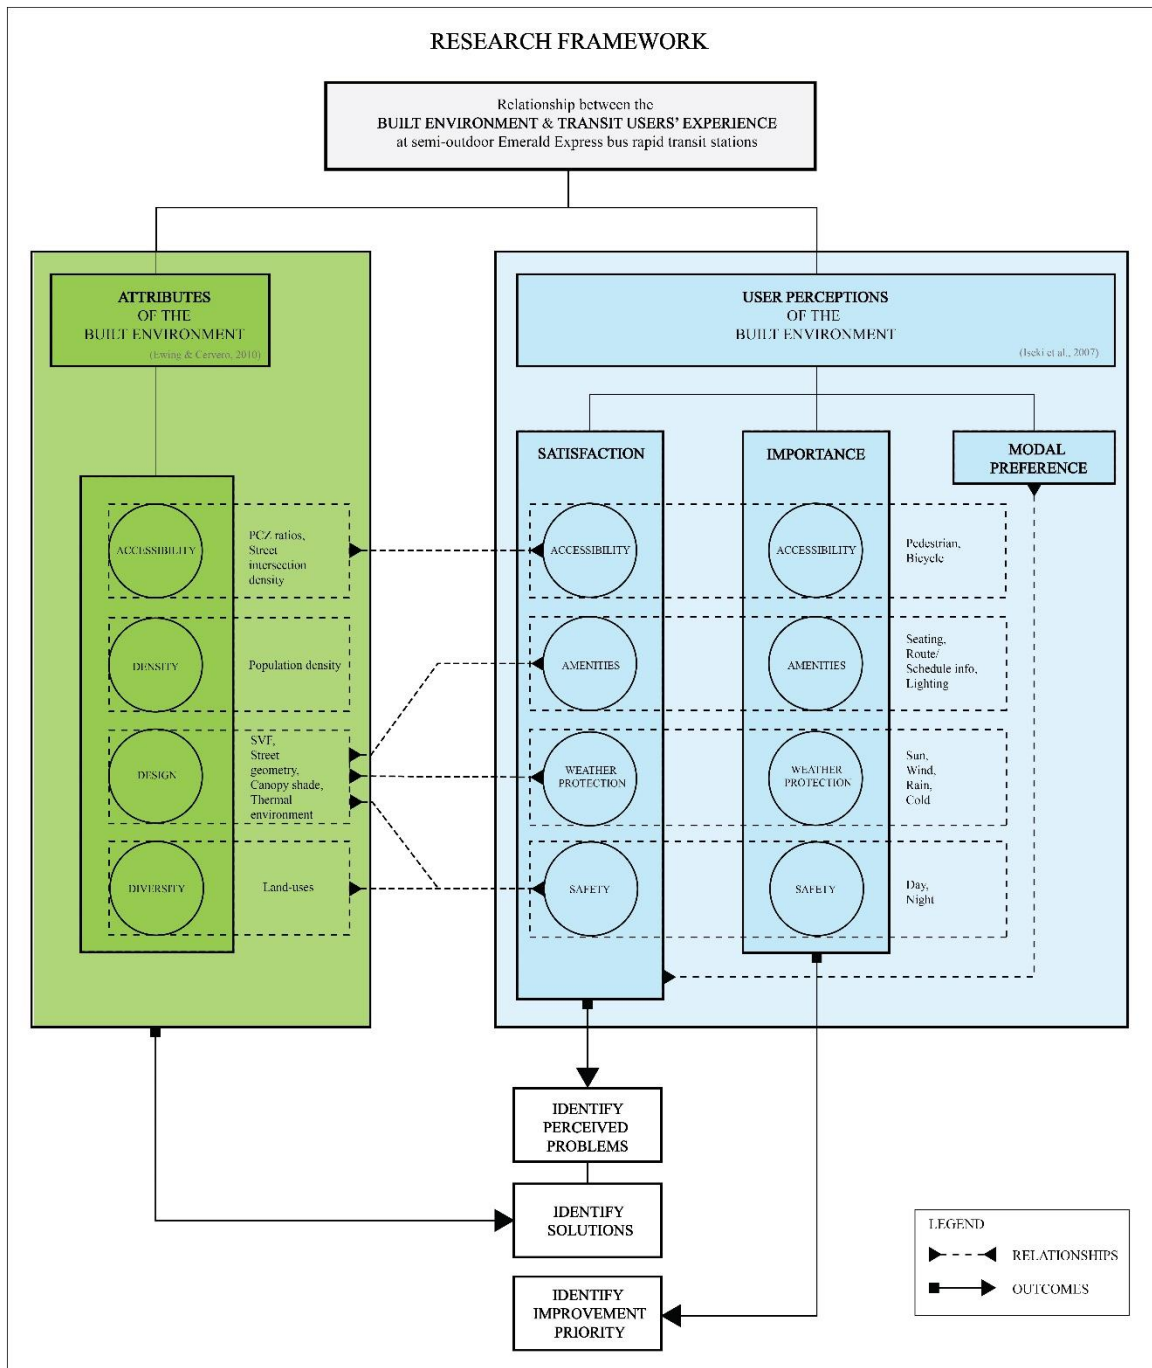 RESEARCH FRAMEWORK
Relationship between the
BUILT ENVIRONMENT & TRANSIT USERS' EXPERIENCE
at semi-outdoor Emerald Express bus rapid transit stations
ATTRIBUTES
OF THE
BUILT ENVIRONMENT
(Ewing & Cervero, 2010)
USER PERCEPTIONS
OF THE
BUILT ENVIRONMENT
(Iseki et al., 2007)
SATISFACTION
IMPORTANCE
MODAL
PREFERENCE
ACCESSIBILITY
PCZ ratios,
Street
intersection
density
ACCESSIBILITY
ACCESSIBILITY
Pedestrian,
Bicycle
DENSITY
Population density
AMENITIES
AMENITIES
Seating,
Route/
Schedule info,
Lighting
DESIGN
SVF,
Street
geometry,
Canopy shade,
Thermal
environment
WEATHER
PROTECTION
WEATHER
PROTECTION
Sun,
Wind,
Rain,
Cold
DIVERSITY
Land-uses
SAFETY
SAFETY
Day,
Night
IDENTIFY
PERCEIVED
PROBLEMS
IDENTIFY
SOLUTIONS
IDENTIFY
IMPROVEMENT
PRIORITY
LEGEND
RELATIONSHIPS
OUTCOMES